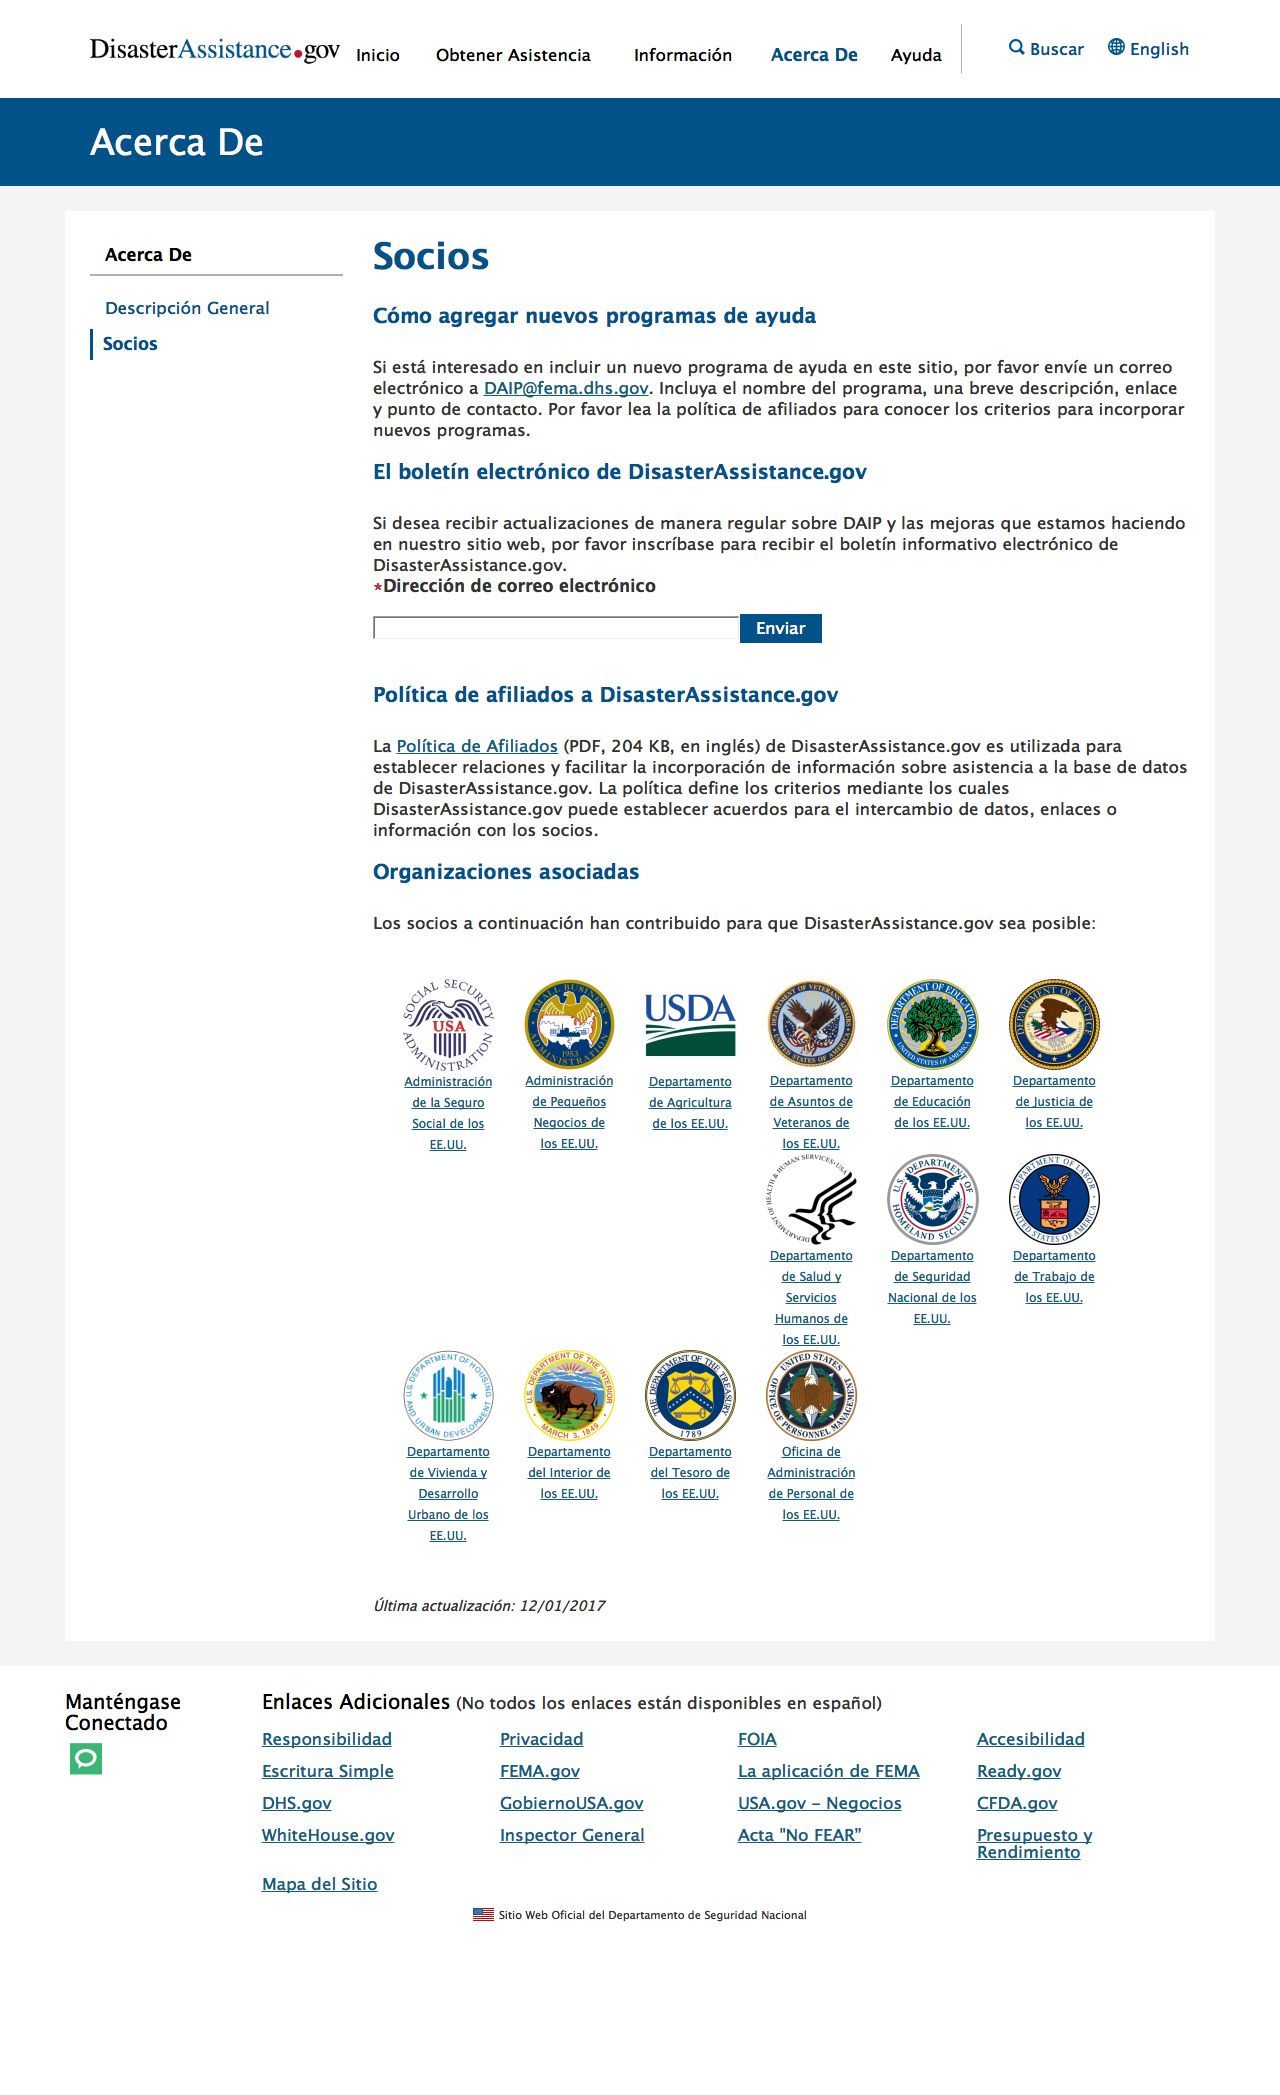 DisasterAssistance.gov
Inicio
Obtener Asistencia
Información
Acerca De
Ayuda
Buscar
English
Acerca De
Acerca De
Descripción General
Socios
Socios
Cómo agregar nuevos programas de ayuda
Si está interesado en incluir un nuevo programa de ayuda en este sitio, por favor envíe un correo
electrónico a DAIP@fema.dhs.gov. Incluya el nombre del programa, una breve descripción, enlace
y punto de contacto. Por favor lea la política de afiliados para conocer los criterios para incorporar
nuevos programas.
El boletín electrónico de DisasterAssistance.gov
Si desea recibir actualizaciones de manera regular sobre DAIP y las mejoras que estamos haciendo
en nuestro sitio web, por favor inscríbase para recibir el boletín informativo electrónico de
DisasterAssistance.gov.
*Dirección de correo electrónico
Enviar
Política de afiliados a DisasterAssistance.gov
La Política de Afiliados (PDF, 204 KB, en inglés) de DisasterAssistance.gov es utilizada para
establecer relaciones y facilitar la incorporación de información sobre asistencia a la base de datos
de DisasterAssistance.gov. La política define los criterios mediante los cuales
DisasterAssistance.gov puede establecer acuerdos para el intercambio de datos, enlaces o
información con los socios.
Organizaciones asociadas
Los socios a continuación han contribuido para que DisasterAssistance.gov sea posible:
SOCIAL SECURITY
USA
ADMINISTRATION
Administración
de la Seguro
Social de los
EE.UU.
SMALL BUSINESS
1953
ADMINISTRATION
Administración
de Pequeños
Negocios de
los EE.UU.
USDA
Departamento
de Agricultura
de los EE.UU.
DEPARTMENT OF VETERANS AFFAIRS
UNITED STATES OF AMERICA
Departamento
de Asuntos de
Veteranos de
los EE.UU.
DEPARTMENT OF EDUCATION
UNITED STATES OF AMERICA
Departamento
de Educación
de los EE.UU.
DEPARTMENT OF JUSTICE
Departamento
de Justicia de
los EE.UU.
DEPARTMENT OF HEALTH & HUMAN SERVICES • USA
Departamento
de Salud y
Servicios
Humanos de
los EE.UU.
U.S. DEPARTMENT OF
HOMELAND SECURITY
Departamento
de Seguridad
Nacional de los
EE.UU.
DEPARTMENT OF LABOR
UNITED STATES OF AMERICA
Departamento
de Trabajo de
los EE.UU.
U.S. DEPARTMENT OF HOUSING
AND URBAN DEVELOPMENT
Departamento
de Vivienda y
Desarrollo
Urbano de los
EE.UU.
U.S. DEPARTMENT OF THE INTERIOR
MARCH 3, 1849
Departamento
del Interior de
los EE.UU.
THE DEPARTMENT OF THE TREASURY
1789
Departamento
del Tesoro de
los EE.UU.
UNITED STATES
OFFICE OF PERSONNEL MANAGEMENT
Oficina de
Administración
de Personal de
los EE.UU.
Última actualización: 12/01/2017
Manténgase
Conectado
Enlaces Adicionales (No todos los enlaces están disponibles en español)
Responsibilidad
Privacidad
FOIA
Accesibilidad
Escritura Simple
FEMA.gov
La aplicación de FEMA
Ready.gov
DHS.gov
GobiernoUSA.gov
USA.gov - Negocios
CFDA.gov
WhiteHouse.gov
Inspector General
Acta "No FEAR”
Presupuesto y
Rendimiento
Mapa del Sitio
Sitio Web Oficial del Departamento de Seguridad Nacional